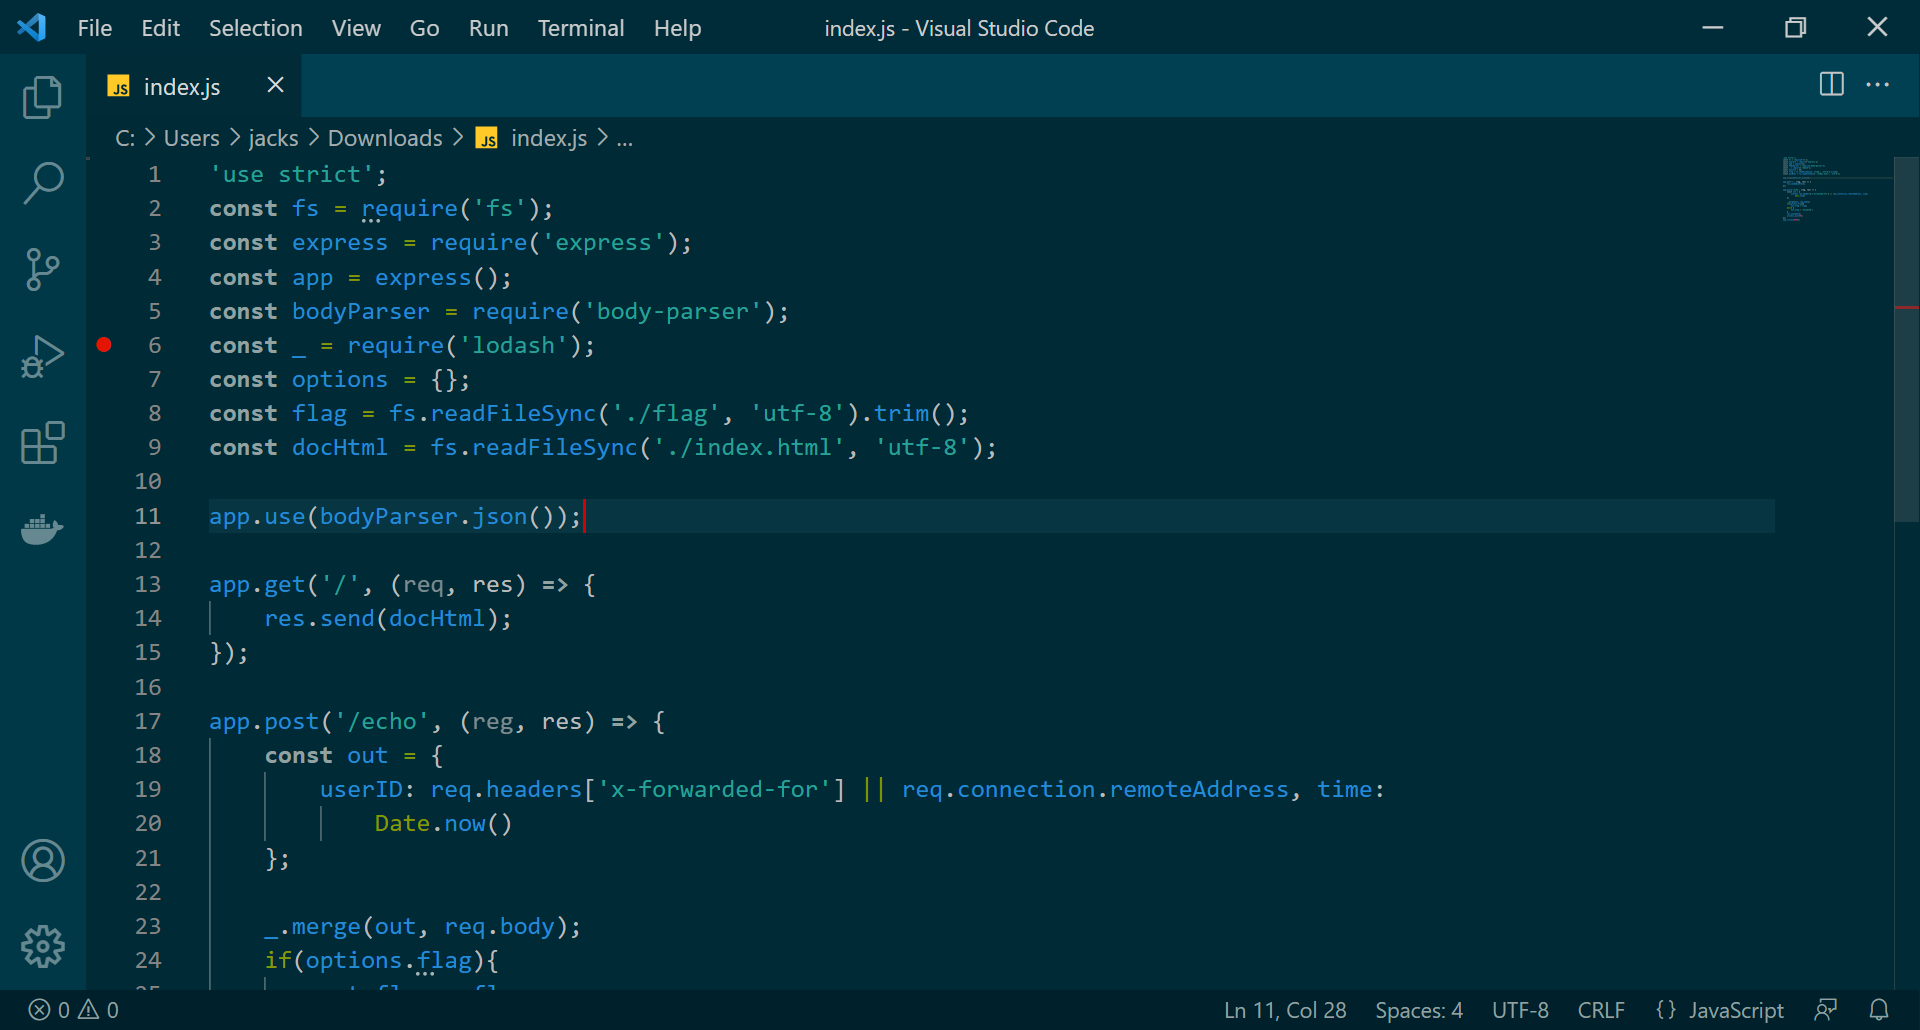 File Edit Selection View Go Run Terminal Help index.js - Visual Studio Code
JS index.js
C: > Users > jacks > Downloads > JS index.js > ...
1 'use strict';
2 const fs = require('fs');
3 const express = require('express');
4 const app = express();
5 const bodyParser = require('body-parser');
6 const _ = require('lodash');
7 const options = {};
8 const flag = fs.readFileSync('./flag', 'utf-8').trim();
9 const docHtml = fs.readFileSync('./index.html', 'utf-8');
10
11 app.use(bodyParser.json());
12
13 app.get('/', (req, res) => {
14 res.send(docHtml);
15 });
16
17 app.post('/echo', (reg, res) => {
18 const out = {
19 userID: req.headers['x-forwarded-for'] || req.connection.remoteAddress, time:
20 Date.now()
21 };
22
23 _.merge(out, req.body);
24 if(options.flag){
0 0 Ln 11, Col 28 Spaces: 4 UTF-8 CRLF {} JavaScript